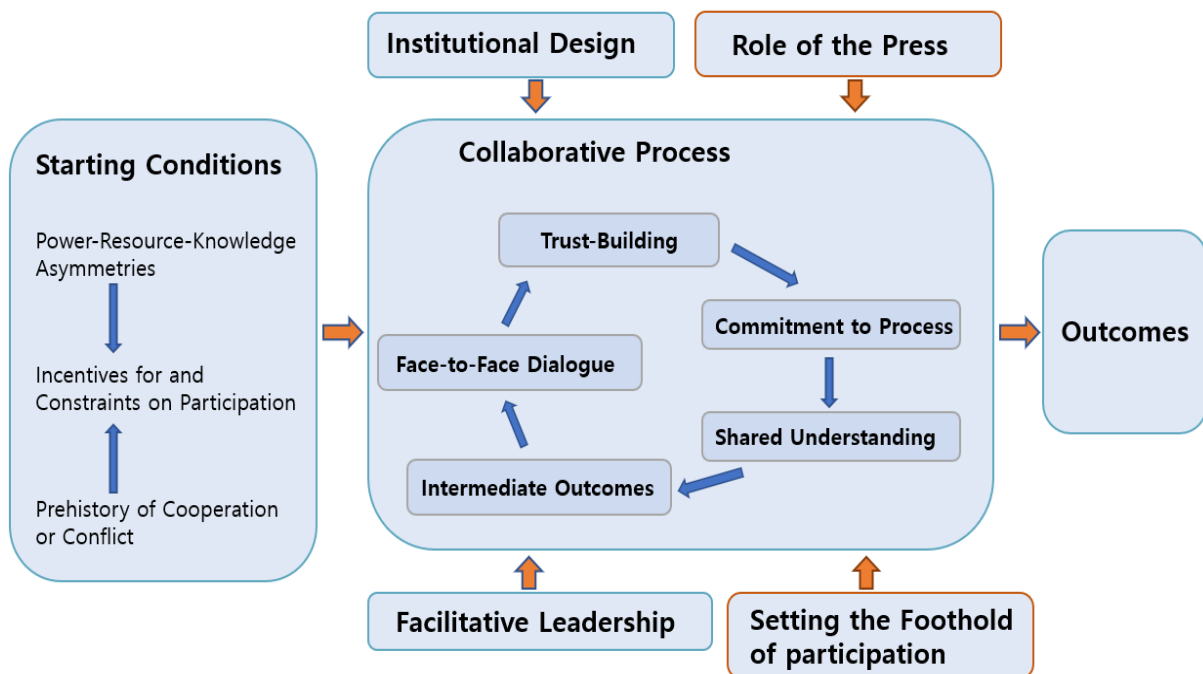 Institutional Design
Role of the Press
Starting Conditions
Power-Resource-Knowledge
Asymmetries
Incentives for and
Constraints on Participation
Prehistory of Cooperation
or Conflict
Collaborative Process
Trust-Building
Commitment to Process
Face-to-Face Dialogue
Shared Understanding
Intermediate Outcomes
Outcomes
Facilitative Leadership
Setting the Foothold
of participation